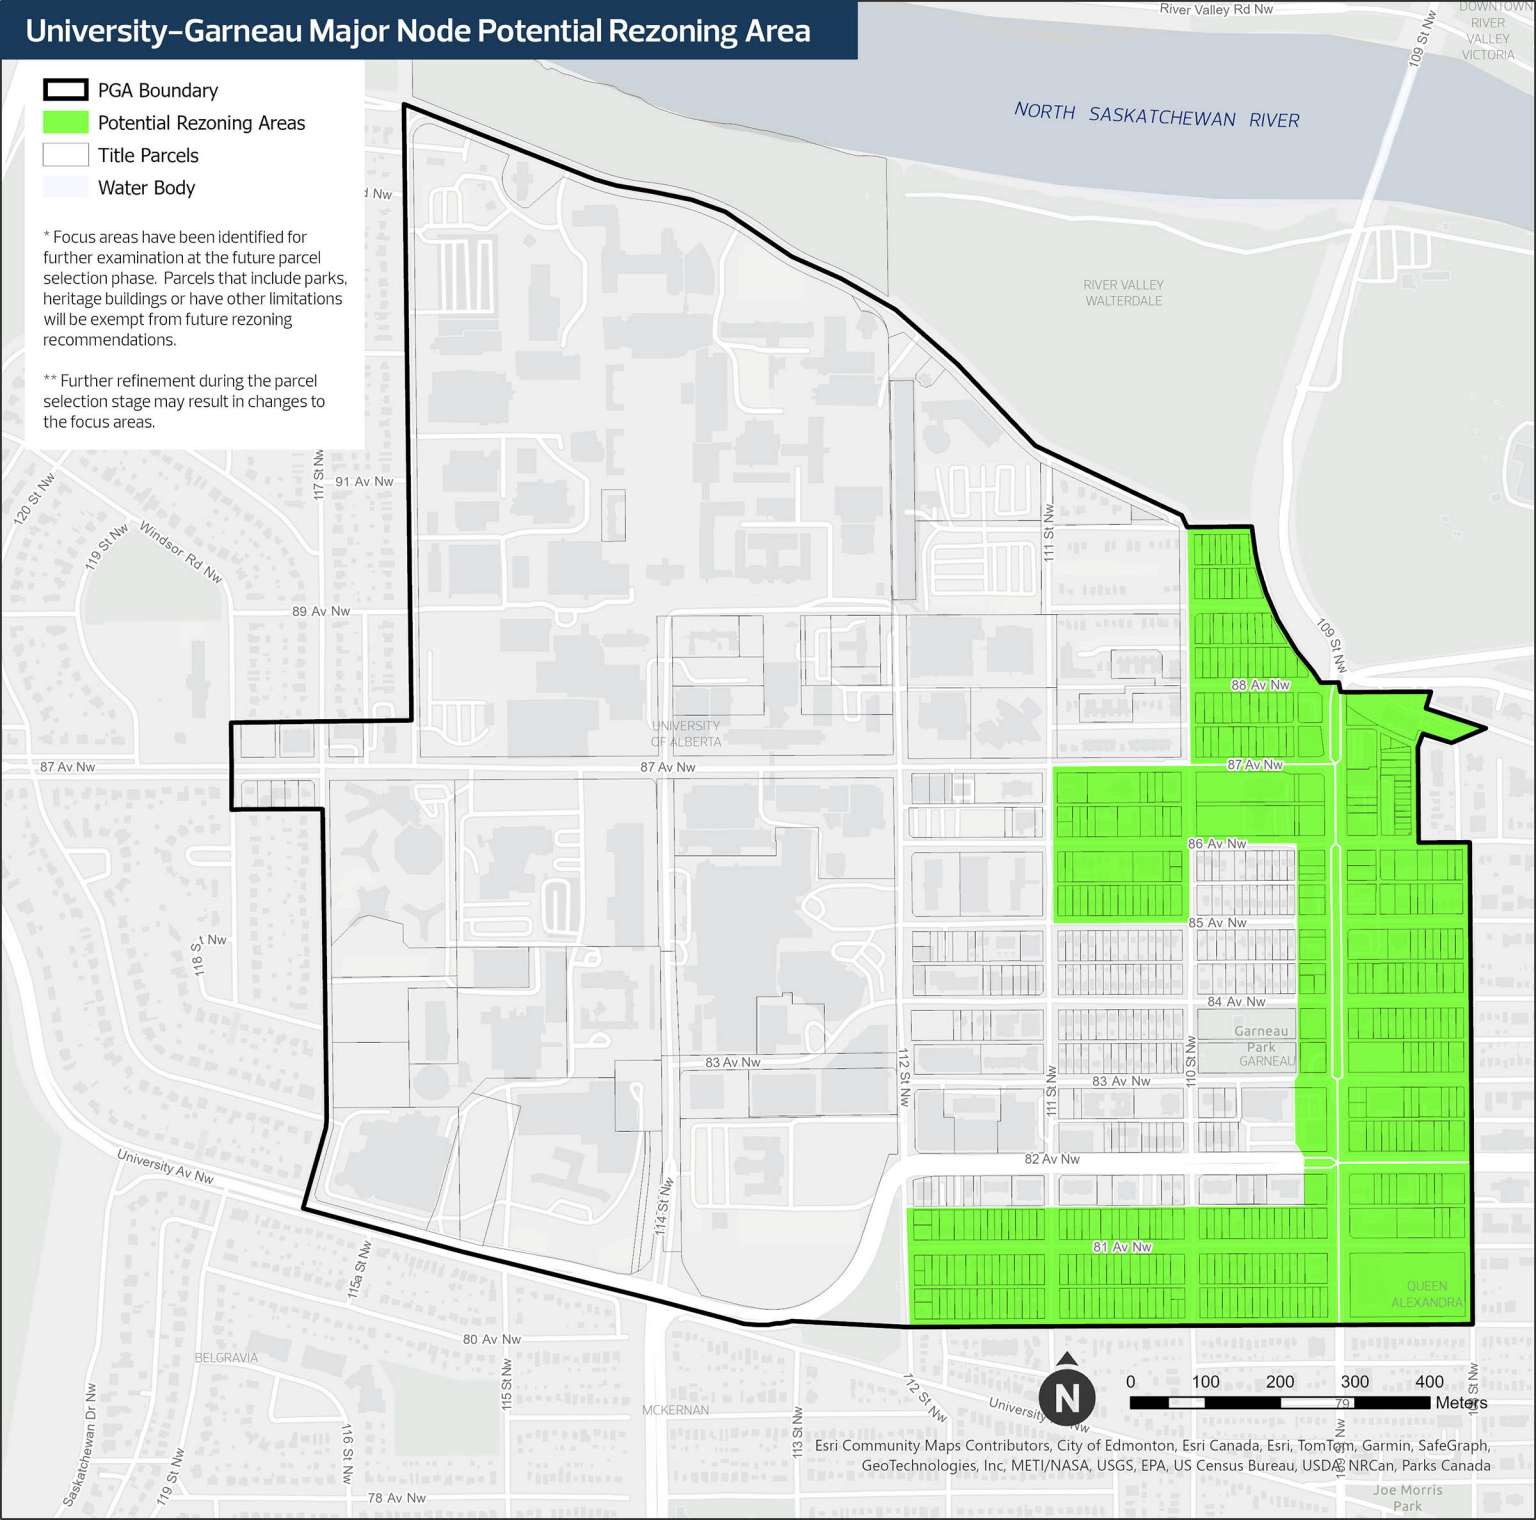 University-Garneau Major Node Potential Rezoning Area
PGA Boundary
Potential Rezoning Areas
Title Parcels
Water Body
* Focus areas have been identified for
further examination at the future parcel
selection phase. Parcels that include parks,
heritage buildings or have other limitations
will be exempt from future rezoning
recommendations.
** Further refinement during the parcel
selection stage may result in changes to
the focus areas.
River Valley Rd Nw
109 St Nw
DOWNTOWN
RIVER
VALLEY
VICTORIA
NORTH SASKATCHEWAN RIVER
RIVER VALLEY
WALTERDALE
d Nw
117 St Nw
91 Av Nw
120 St Nw
119 St Nw
Windsor Rd Nw
89 Av Nw
111 St Nw
109 St Nw
88 Av Nw
UNIVERSITY
OF ALBERTA
87 Av Nw
87 Av Nw
87 Av Nw
86 Av Nw
85 Av Nw
118 St Nw
84 Av Nw
Garneau
Park
GARNEAU
83 Av Nw
112 St Nw
111 St Nw
110 St Nw
83 Av Nw
82 Av Nw
University Av Nw
114 St Nw
115a St Nw
81 Av Nw
QUEEN
ALEXANDRA
80 Av Nw
BELGRAVIA
115 St Nw
112 St Nw
MCKERNAN
113 St Nw
Saskatchewan Dr Nw
119 St Nw
116 St Nw
78 Av Nw
N
0 100 200 300 400
Meters
79
Esri Community Maps Contributors, City of Edmonton, Esri Canada, Esri, TomTom, Garmin, SafeGraph,
GeoTechnologies, Inc, METI/NASA, USGS, EPA, US Census Bureau, USDA, NRCan, Parks Canada
Joe Morris
Park